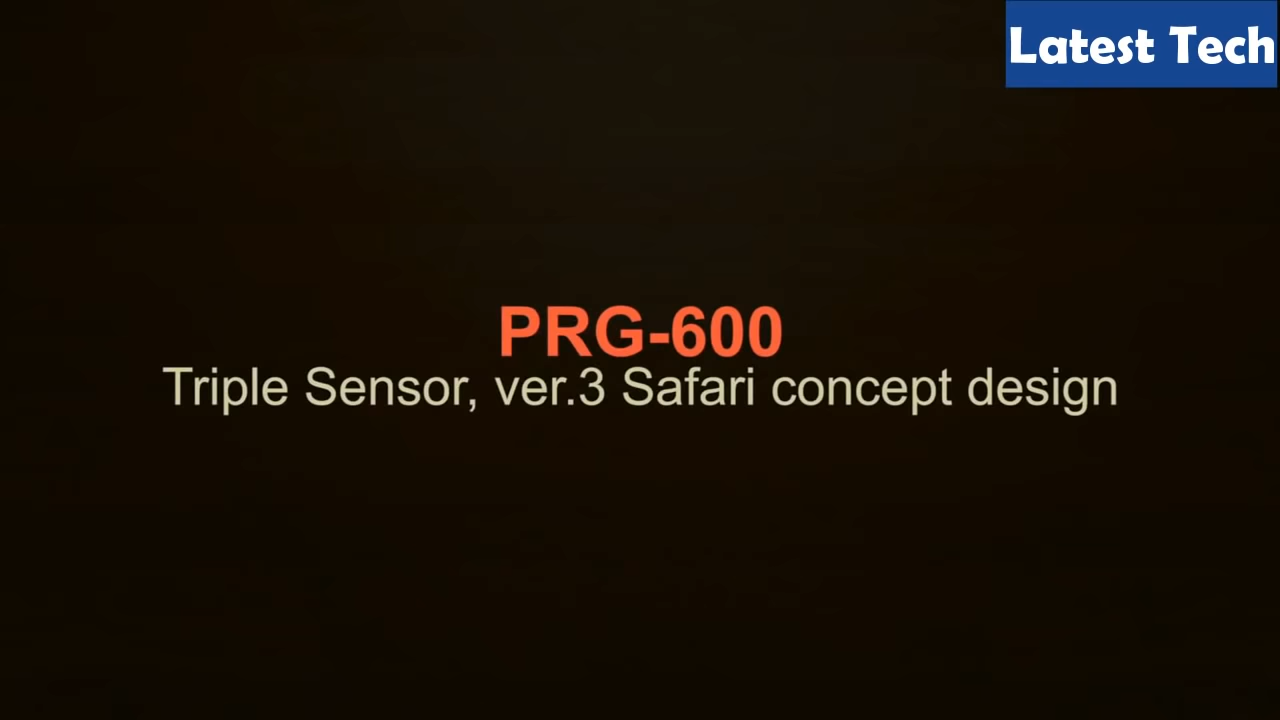 Latest Tech
PRG-600
Triple Sensor, ver.3 Safari concept design